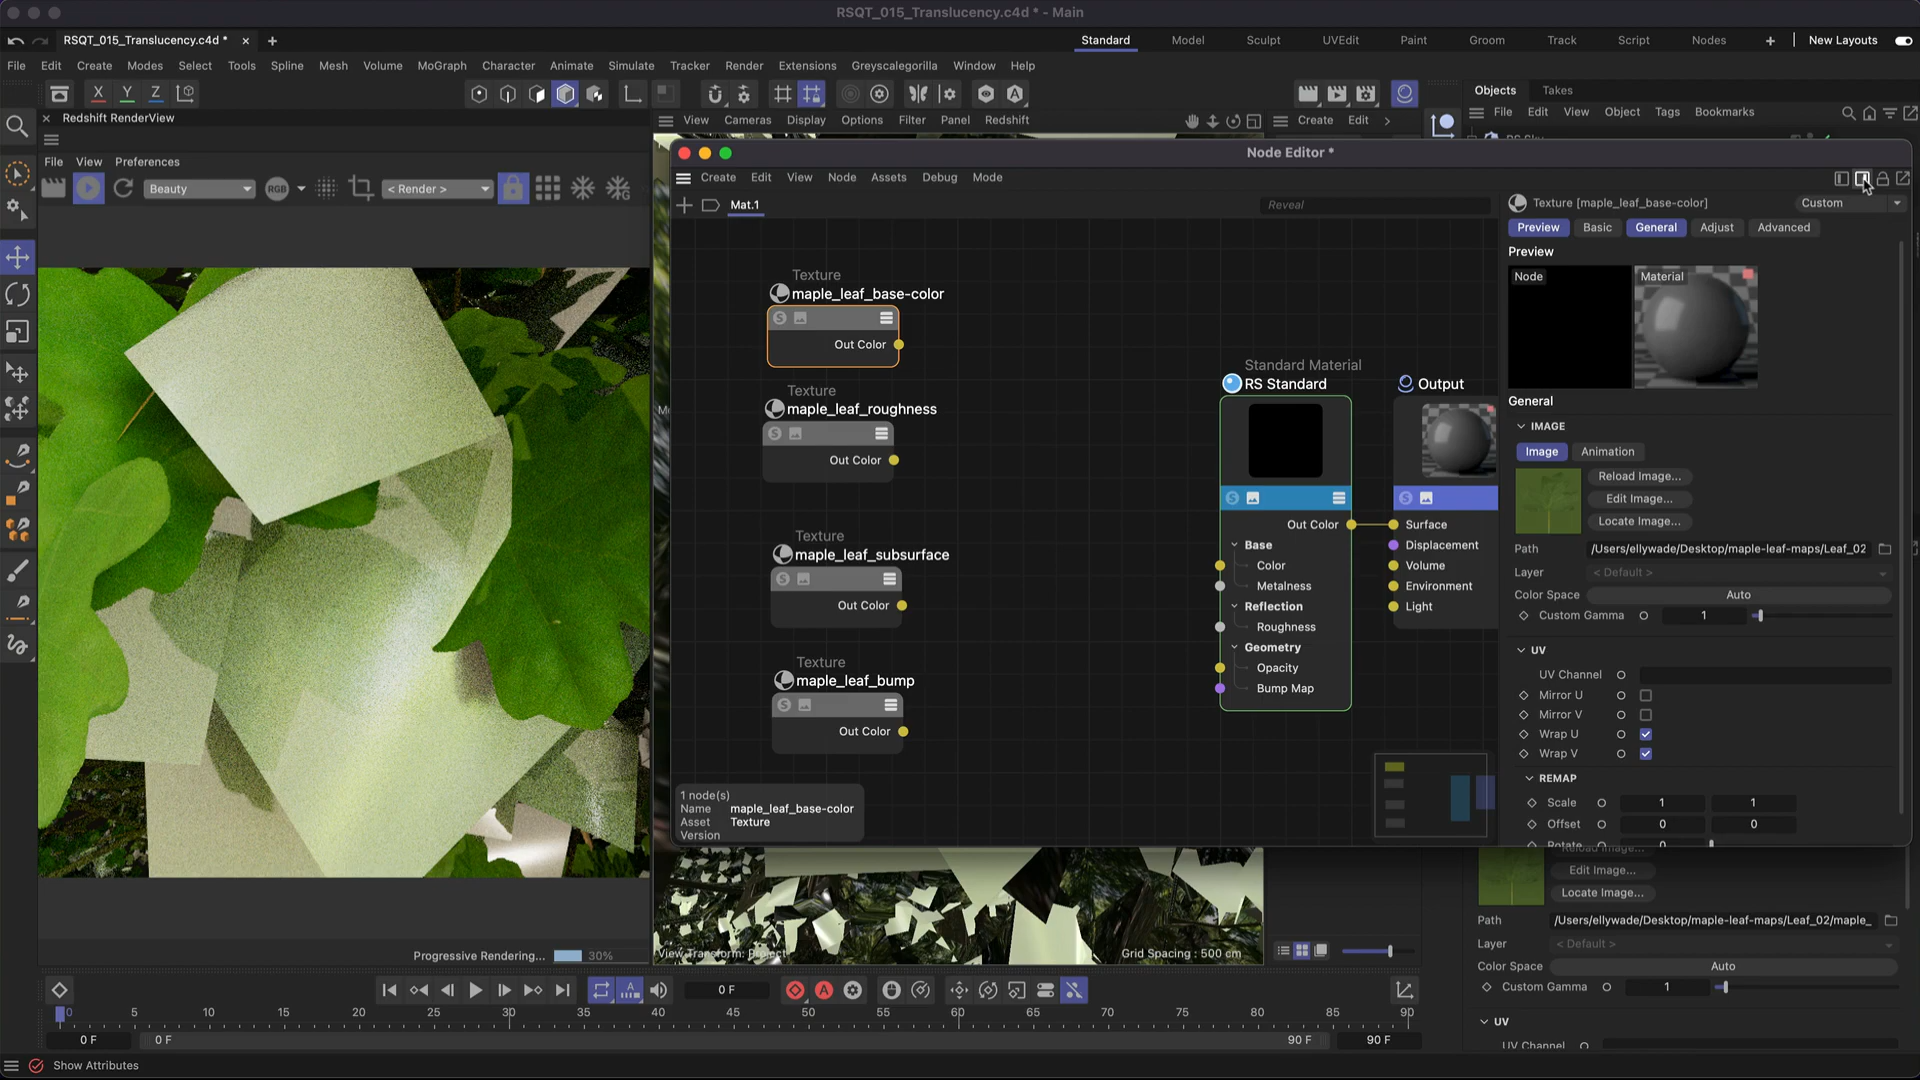 RSQT_015_Translucency.c4d * - Main
RSQT_015_Translucency.c4d *
Standard Model Sculpt UVEdit Paint Groom Track Script Nodes New Layouts
File Edit Create Modes Select Tools Spline Mesh Volume MoGraph Character Animate Simulate Tracker Render Extensions Greyscalegorilla Window Help
X Y Z
Objects Takes
File Edit View Object Tags Bookmarks
Redshift RenderView
View Cameras Display Options Filter Panel Redshift
Create Edit
File View Preferences
Beauty RGB < Render >
Node Editor *
Create Edit View Node Assets Debug Mode
Mat.1
Reveal
Texture
maple_leaf_base-color
Out Color
Texture
maple_leaf_roughness
Out Color
Texture
maple_leaf_subsurface
Out Color
Texture
maple_leaf_bump
Out Color
Standard Material
RS Standard
Out Color
Base
Color
Metalness
Reflection
Roughness
Geometry
Opacity
Bump Map
Output
Surface
Displacement
Volume
Environment
Light
1 node(s)
Name maple_leaf_base-color
Asset Texture
Version
Texture [maple_leaf_base-color]
Custom
Preview Basic General Adjust Advanced
Preview
Node Material
General
IMAGE
Image Animation
Reload Image...
Edit Image...
Locate Image...
Path /Users/ellywade/Desktop/maple-leaf-maps/Leaf_02
Layer < Default >
Color Space Auto
Custom Gamma 1
UV
UV Channel
Mirror U
Mirror V
Wrap U
Wrap V
REMAP
Scale 1 1
Offset 0 0
Rotate 0
Reload Image...
Edit Image...
Locate Image...
Path /Users/ellywade/Desktop/maple-leaf-maps/Leaf_02/maple_
Layer < Default >
Color Space Auto
Custom Gamma 1
UV
UV Channel
Progressive Rendering... 30%
View Transform: Project
Grid Spacing : 500 cm
0 F
0 5 10 15 20 25 30 35 40 45 50 55 60 65 70 75 80 85 90
0 F 0 F 90 F 90 F
Show Attributes